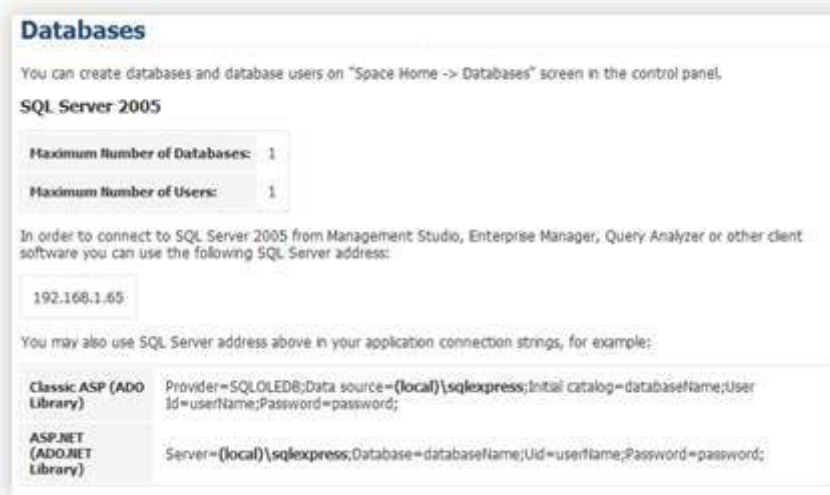 Databases
You can create databases and database users on "Space Home -> Databases" screen in the control panel.
SQL Server 2005
Maximum Number of Databases: 1
Maximum Number of Users: 1
In order to connect to SQL Server 2005 from Management Studio, Enterprise Manager, Query Analyzer or other client
software you can use the following SQL Server address:
192.168.1.65
You may also use SQL Server address above in your application connection strings, for example:
Classic ASP (ADO Library) Provider=SQLOLEDB;Data source=(local)\sqlexpress;Initial catalog=databaseName;User
Id=userName;Password=password;
ASP.NET (ADO.NET Library) Server=(local)\sqlexpress;Database=databaseName;Uid=userName;Password=password;